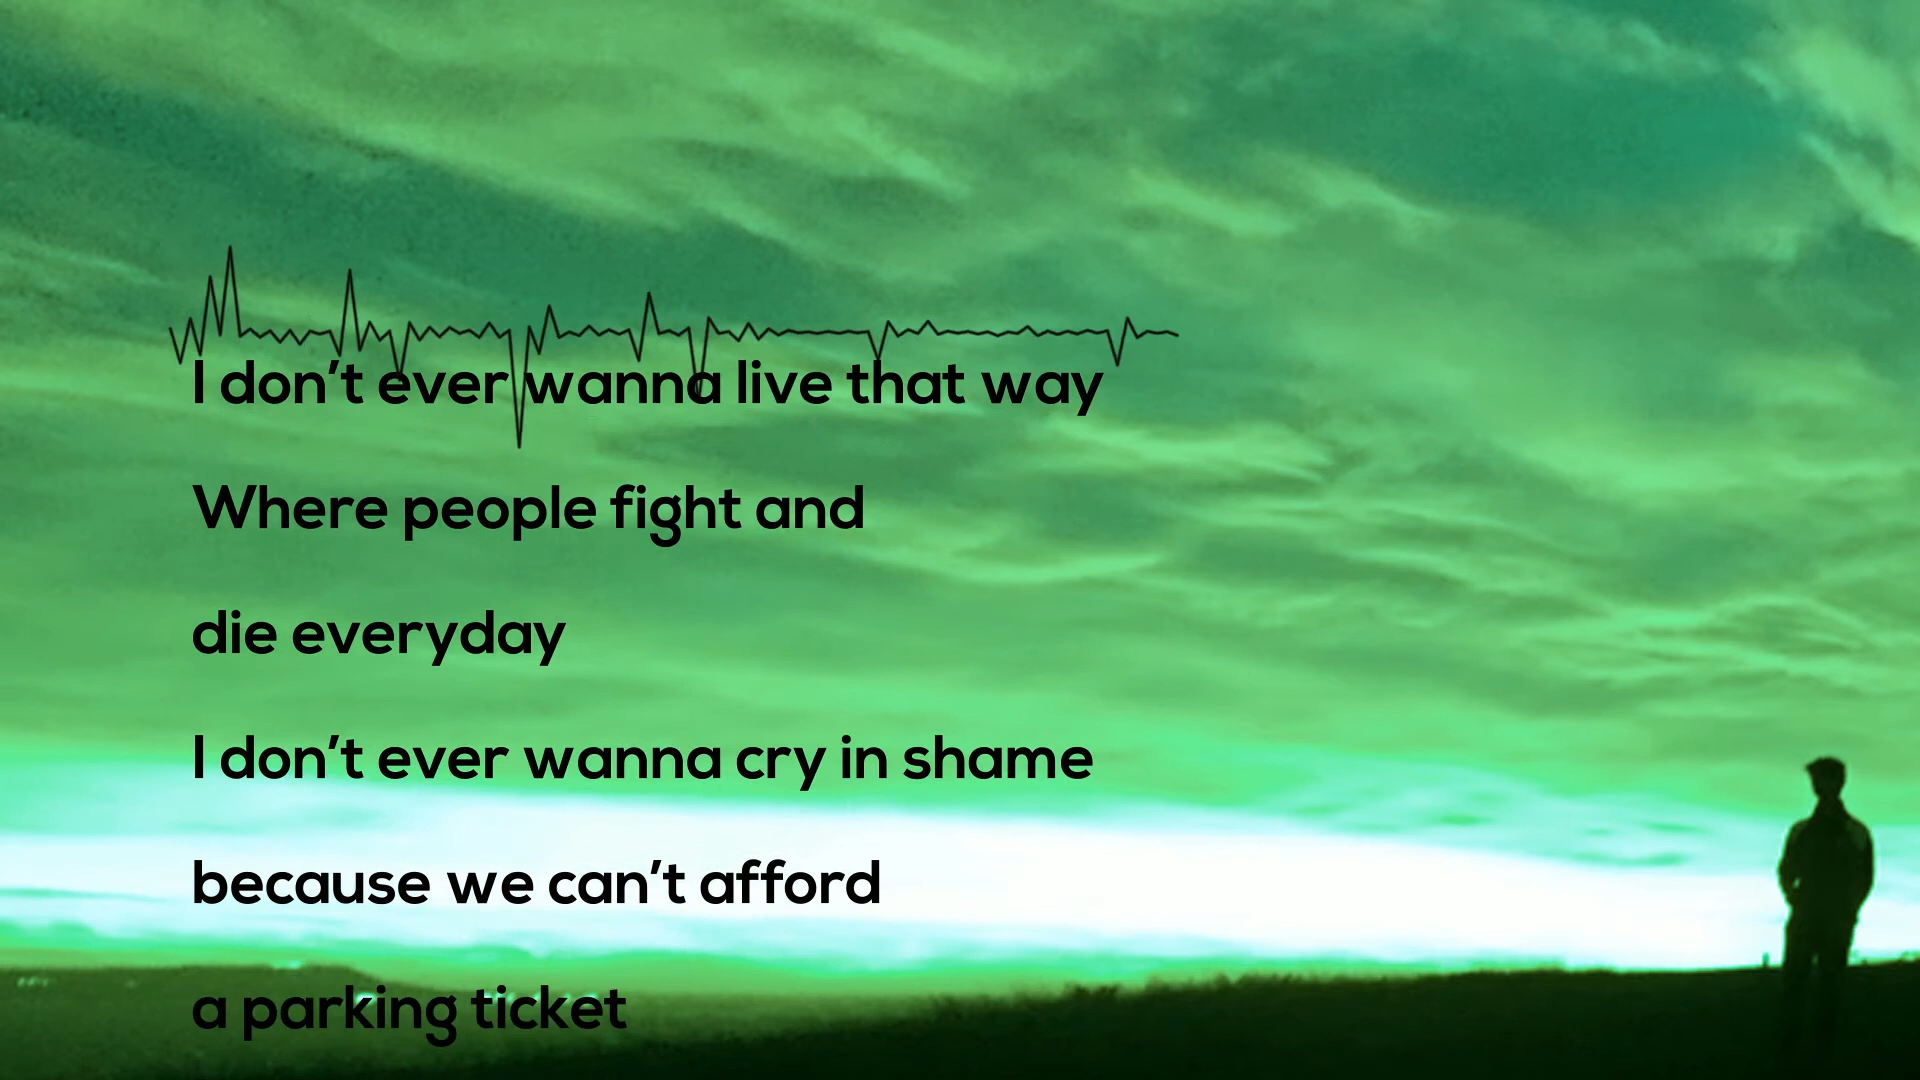 I don’t ever wanna live that way
Where people fight and
die everyday
I don’t ever wanna cry in shame
because we can’t afford
a parking ticket